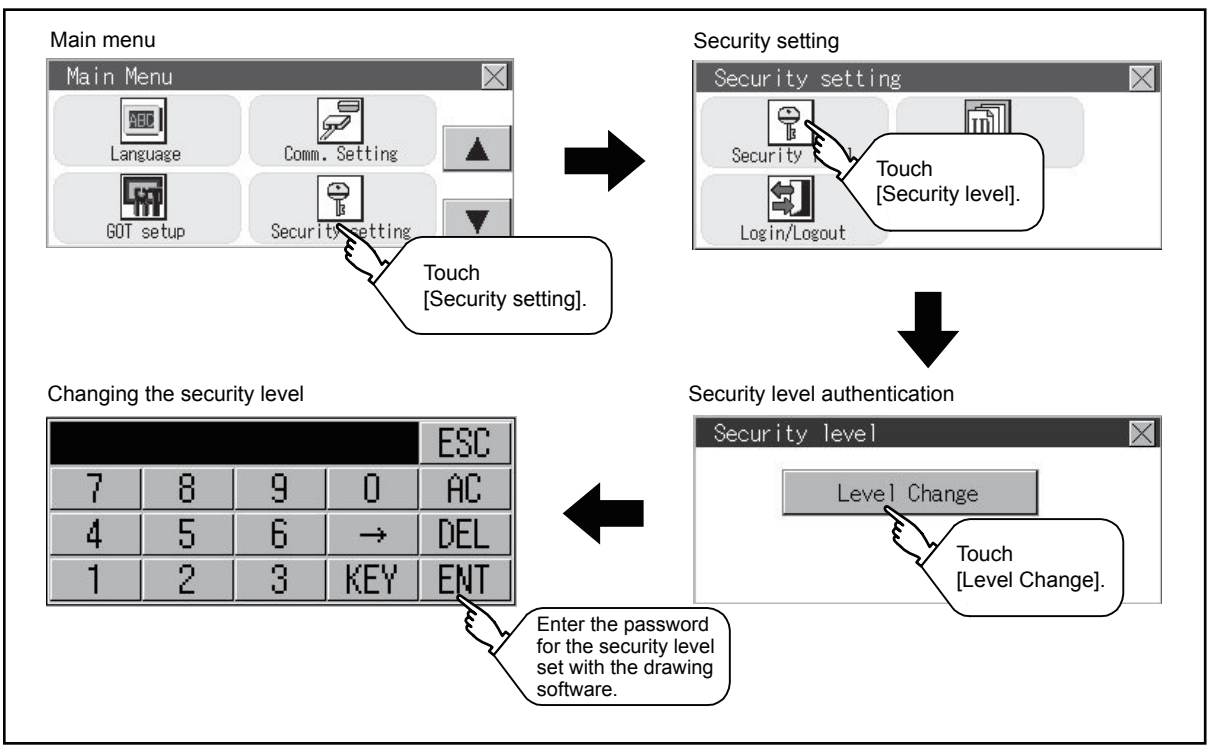 Main menu
Main Menu
Language
Comm. Setting
GOT setup
Security setting
Touch
[Security setting].
Security setting
Security setting
Security
Login/Logout
Touch
[Security level].
Security level authentication
Security level
Level Change
Touch
[Level Change].
Changing the security level
ESC
7 8 9 0 AC
4 5 6 → DEL
1 2 3 KEY ENT
Enter the password
for the security level
set with the drawing
software.